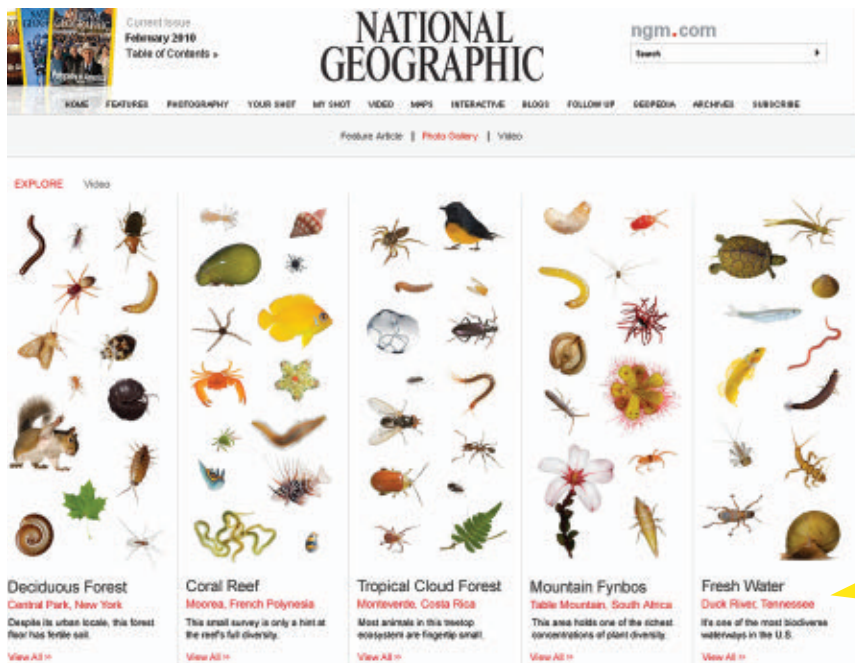 Current Issue
February 2010
Table of Contents »
NATIONAL
GEOGRAPHIC
ngm.com
Search
HOME FEATURES PHOTOGRAPHY YOUR SHOT MY SHOT VIDEO MAPS INTERACTIVE BLOGS FOLLOW UP GEOPEDIA ARCHIVES SUBSCRIBE
Feature Article | Photo Gallery | Video
EXPLORE Video
Deciduous Forest
Central Park, New York
Despite its urban locale, this forest
floor has fertile soil.
View All »
Coral Reef
Moorea, French Polynesia
This small survey is only a hint at
the reef's full diversity.
View All »
Tropical Cloud Forest
Monteverde, Costa Rica
Most animals in this treetop
ecosystem are fingertip small.
View All »
Mountain Fynbos
Table Mountain, South Africa
This area holds one of the richest
concentrations of plant diversity.
View All »
Fresh Water
Duck River, Tennessee
It's one of the most biodiverse
waterways in the U.S.
View All »